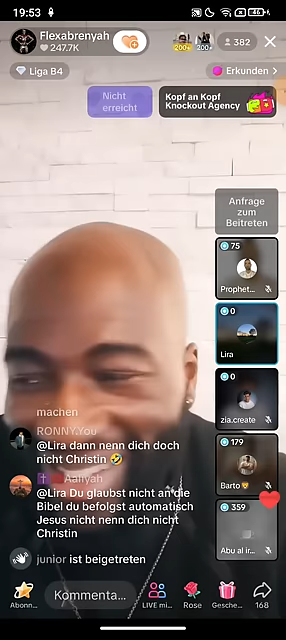 19:53
46
Flexabrenyah
247.7K
200+
200+
382
Liga B4
Erkunden >
Nicht
erreicht
Kopf an Kopf
Knockout Agency
Anfrage
zum
Beitreten
75
Prophet...
0
Lira
0
zia.create
179
Barto
359
Abu al ir...
machen
RONNY.You
@Lira dann nenn dich doch
nicht Christin 🤣
Aaliyah
@Lira Du glaubst nicht an die
Bibel du befolgst automatisch
Jesus nicht nenn dich nicht
Christin
junior ist beigetreten
Abonn...
Kommenta...
LIVE mi...
Rose
Gesche...
168